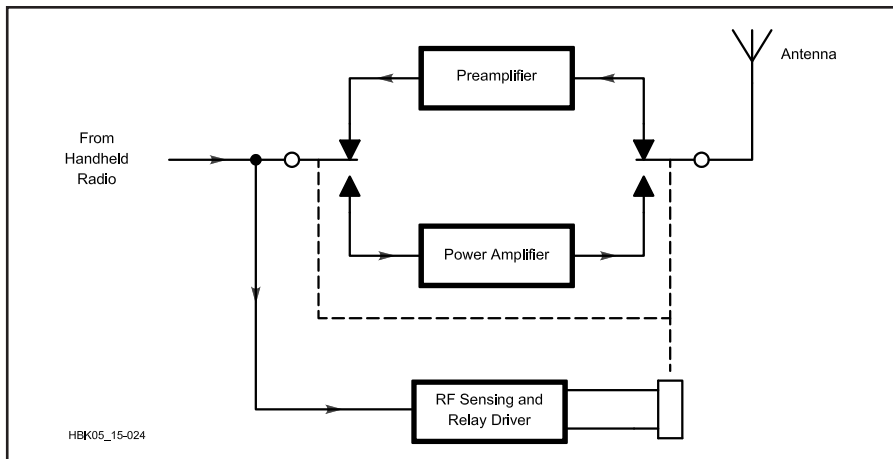 Preamplifier
Antenna
From
Handheld
Radio
Power Amplifier
RF Sensing and
Relay Driver
HBK05_15-024